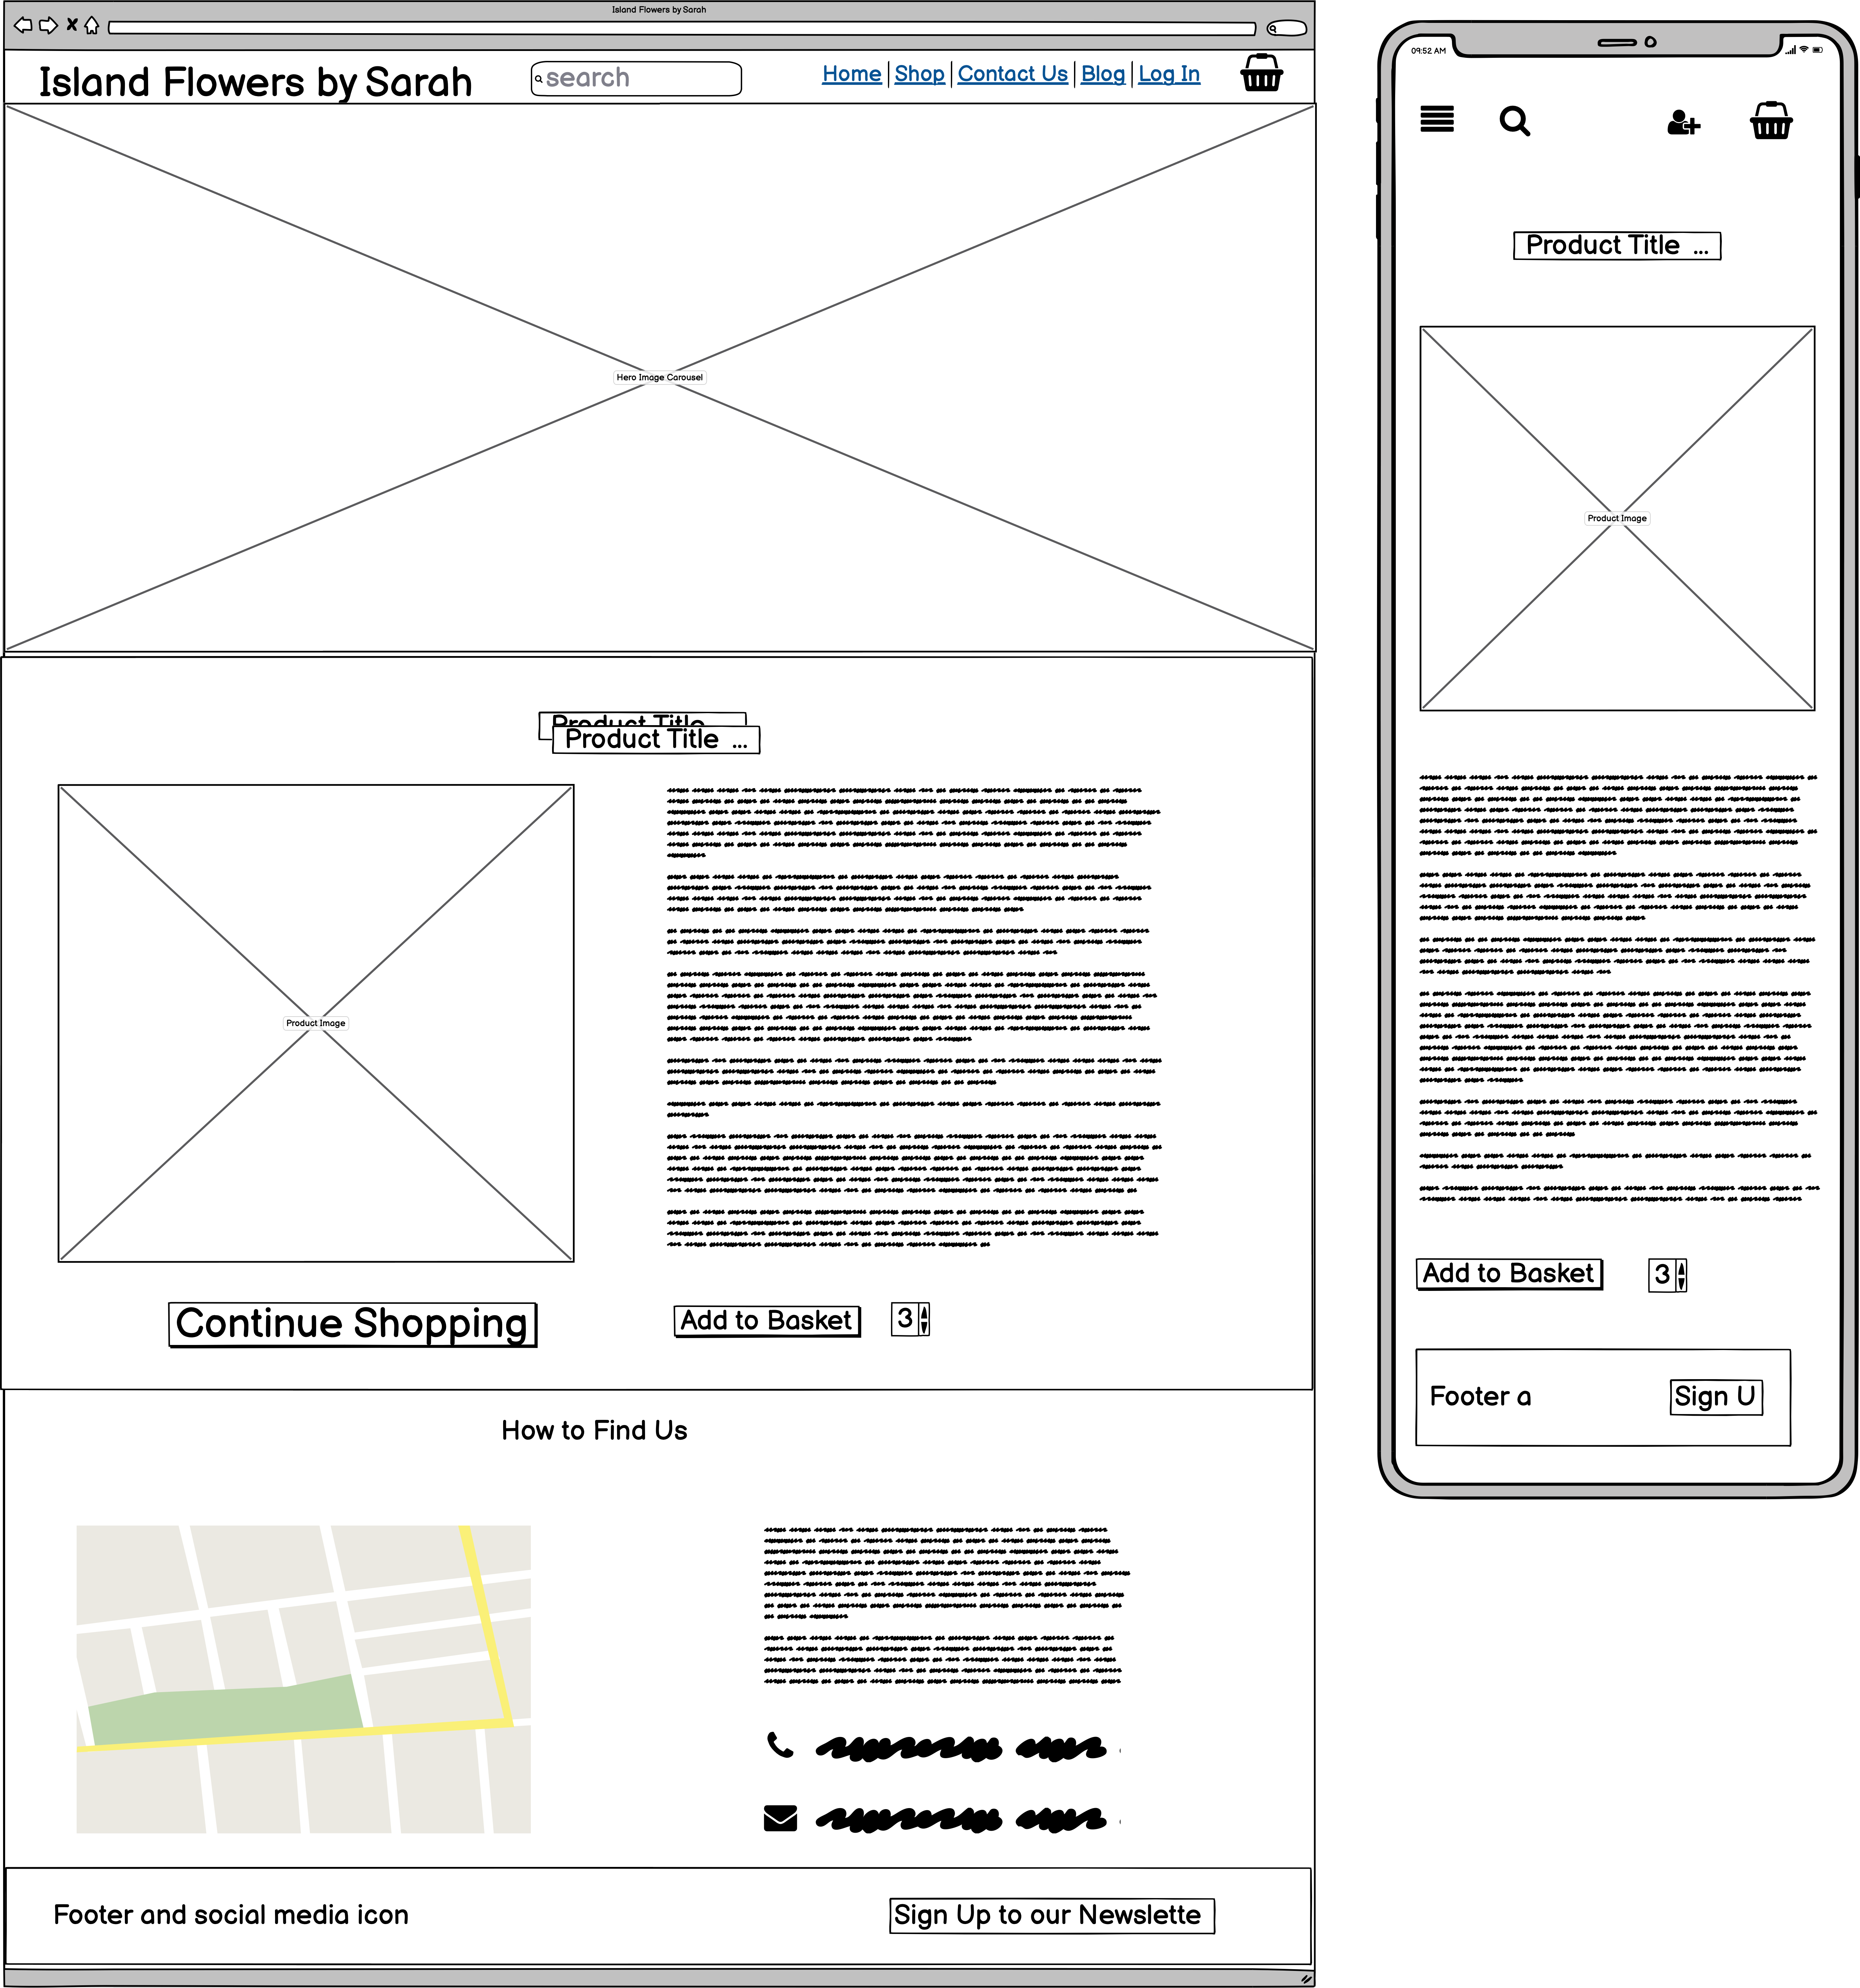 Island Flowers by Sarah
Island Flowers by Sarah
search
Home | Shop | Contact Us | Blog | Log In
Hero Image Carousel
Product Title
Product Title ...
Product Image
Continue Shopping
Add to Basket
3
How to Find Us
Footer and social media icon
Sign Up to our Newslette
09:52 AM
Product Title ...
Product Image
Add to Basket
3
Footer a
Sign U